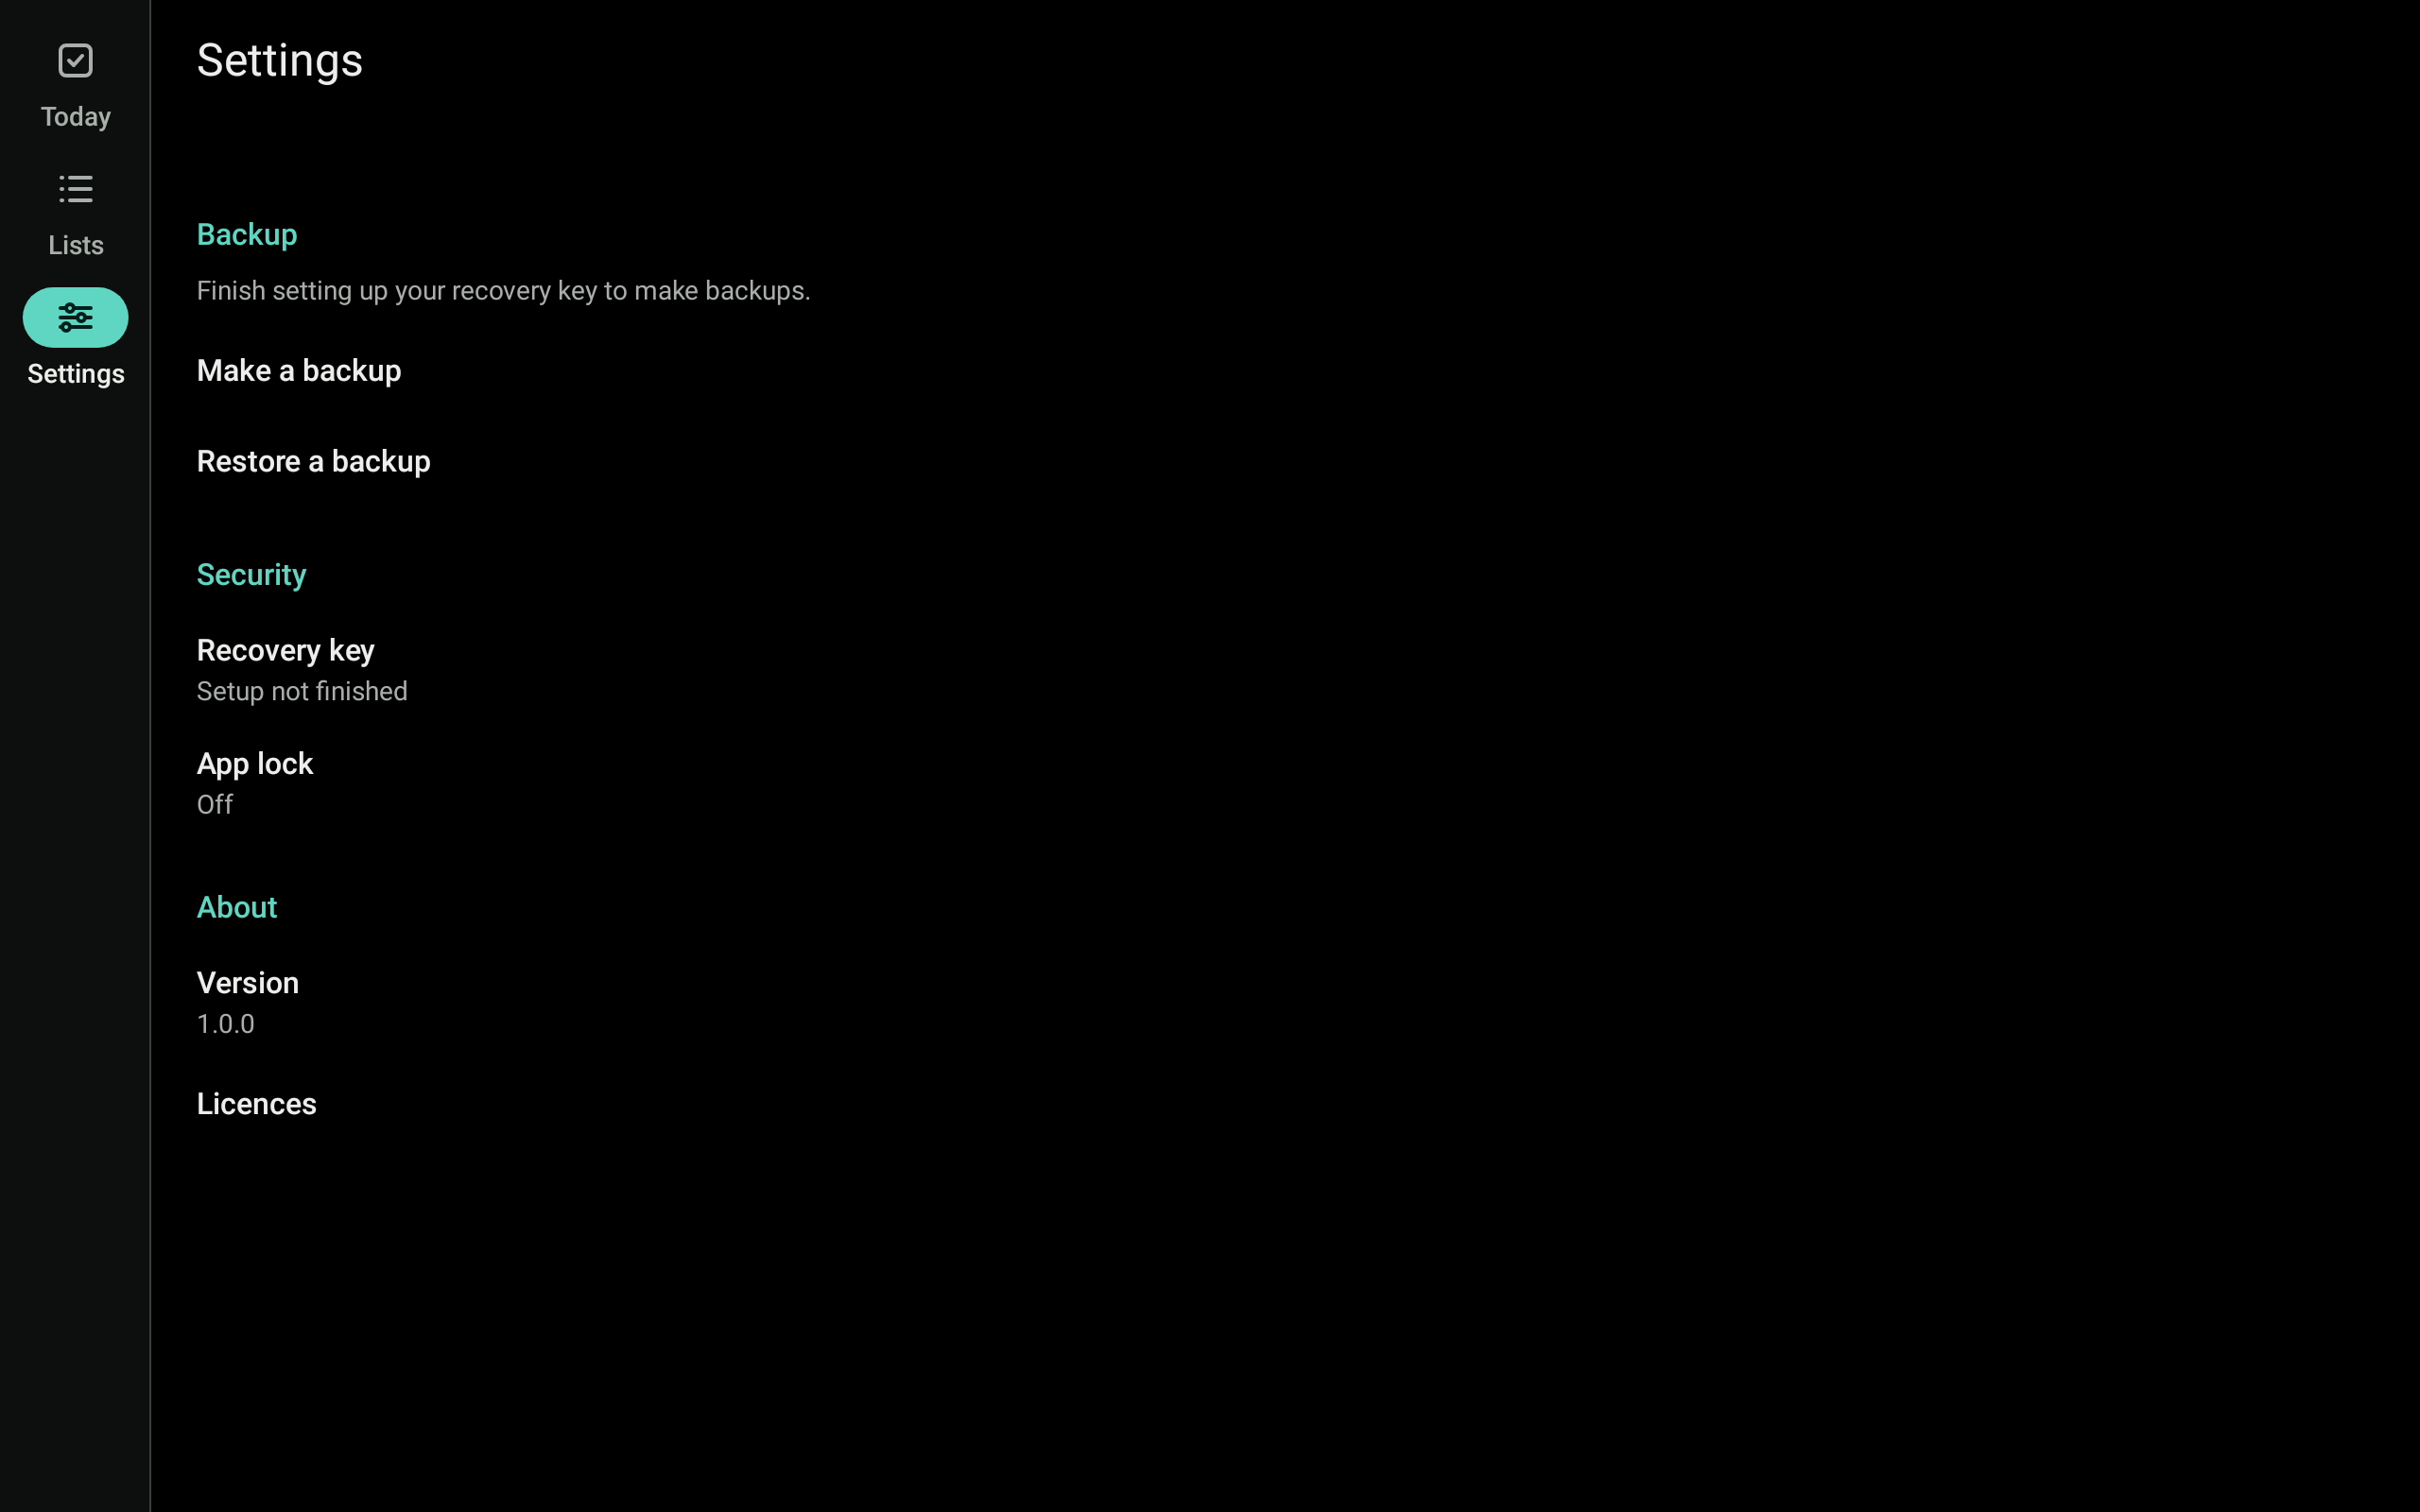 Today
Lists
Settings
Settings
Backup
Finish setting up your recovery key to make backups.
Make a backup
Restore a backup
Security
Recovery key
Setup not finished
App lock
Off
About
Version
1.0.0
Licences